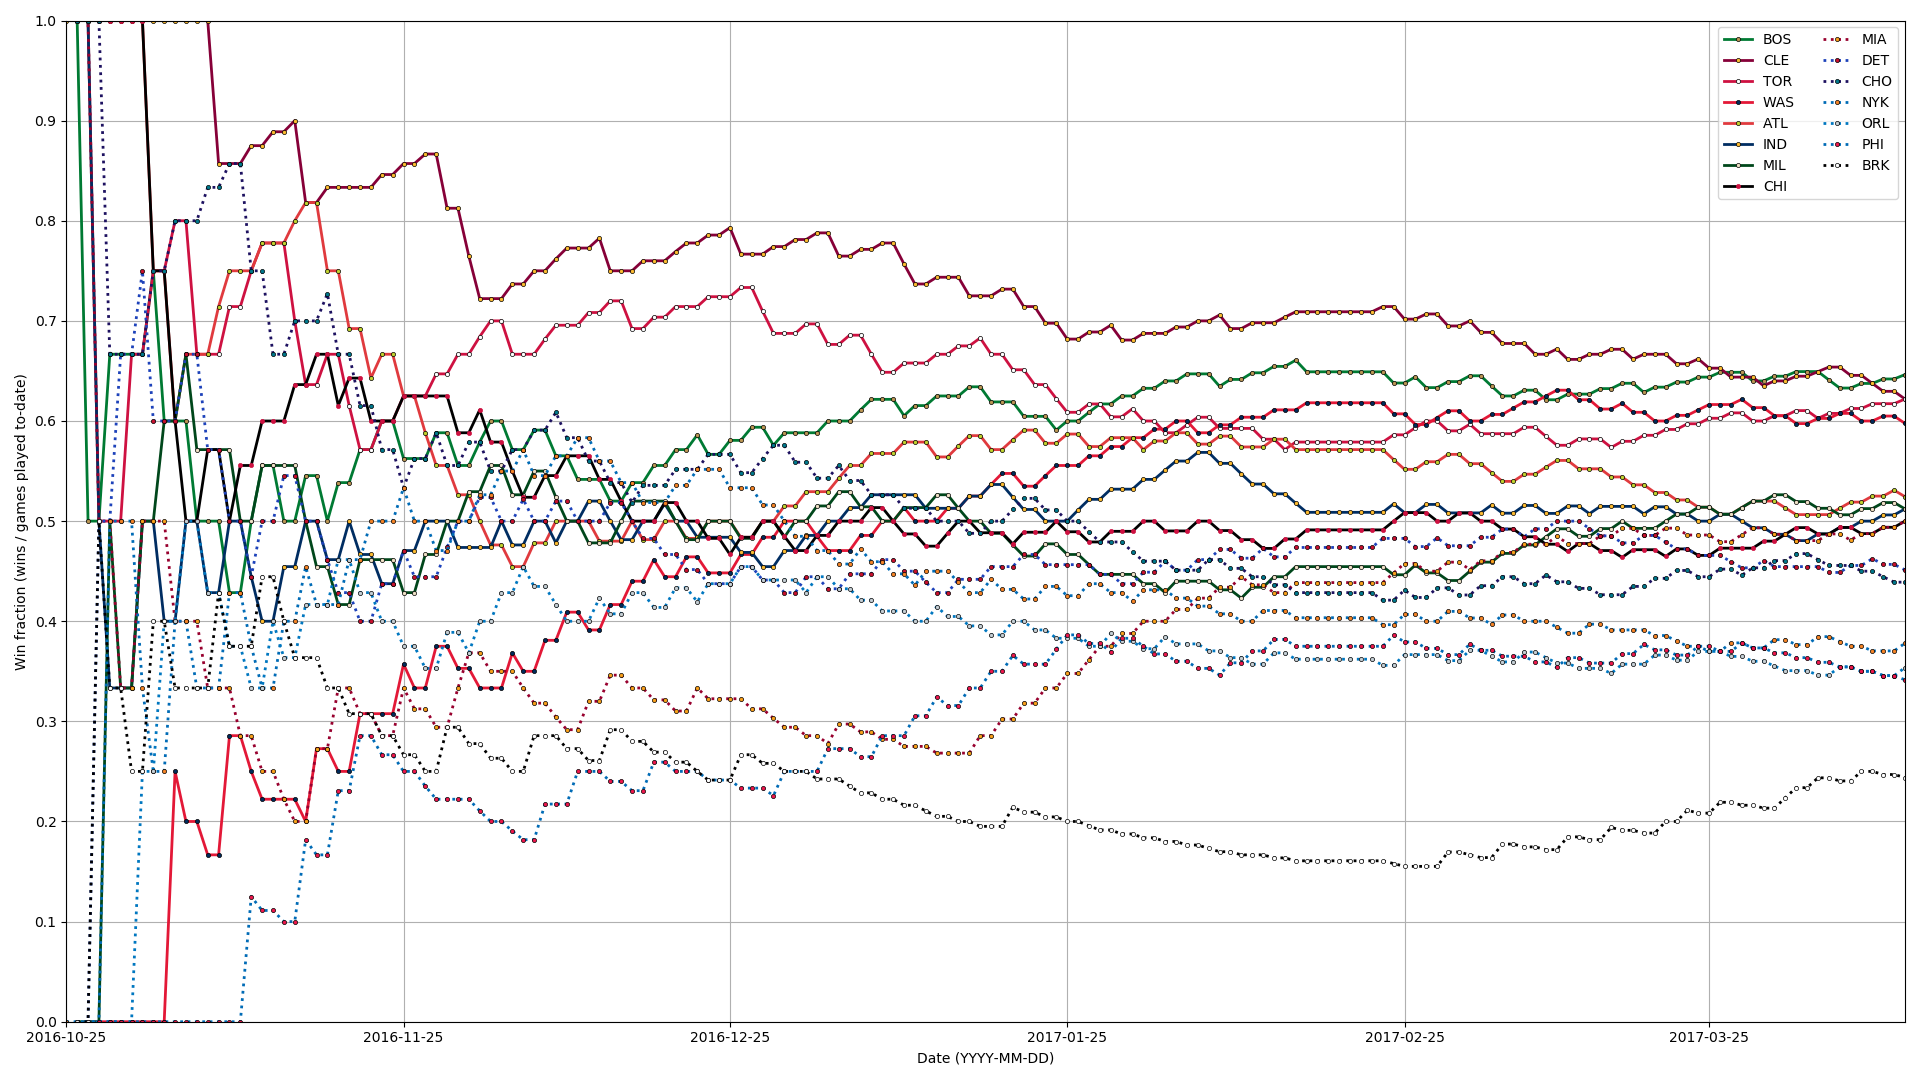 1.0
0.9
0.8
0.7
0.6
0.5
0.4
0.3
0.2
0.1
0.0
Win fraction (wins / games played to-date)
2016-10-25 2016-11-25 2016-12-25 2017-01-25 2017-02-25 2017-03-25
Date (YYYY-MM-DD)
BOS MIA
CLE DET
TOR CHO
WAS NYK
ATL ORL
IND PHI
MIL BRK
CHI